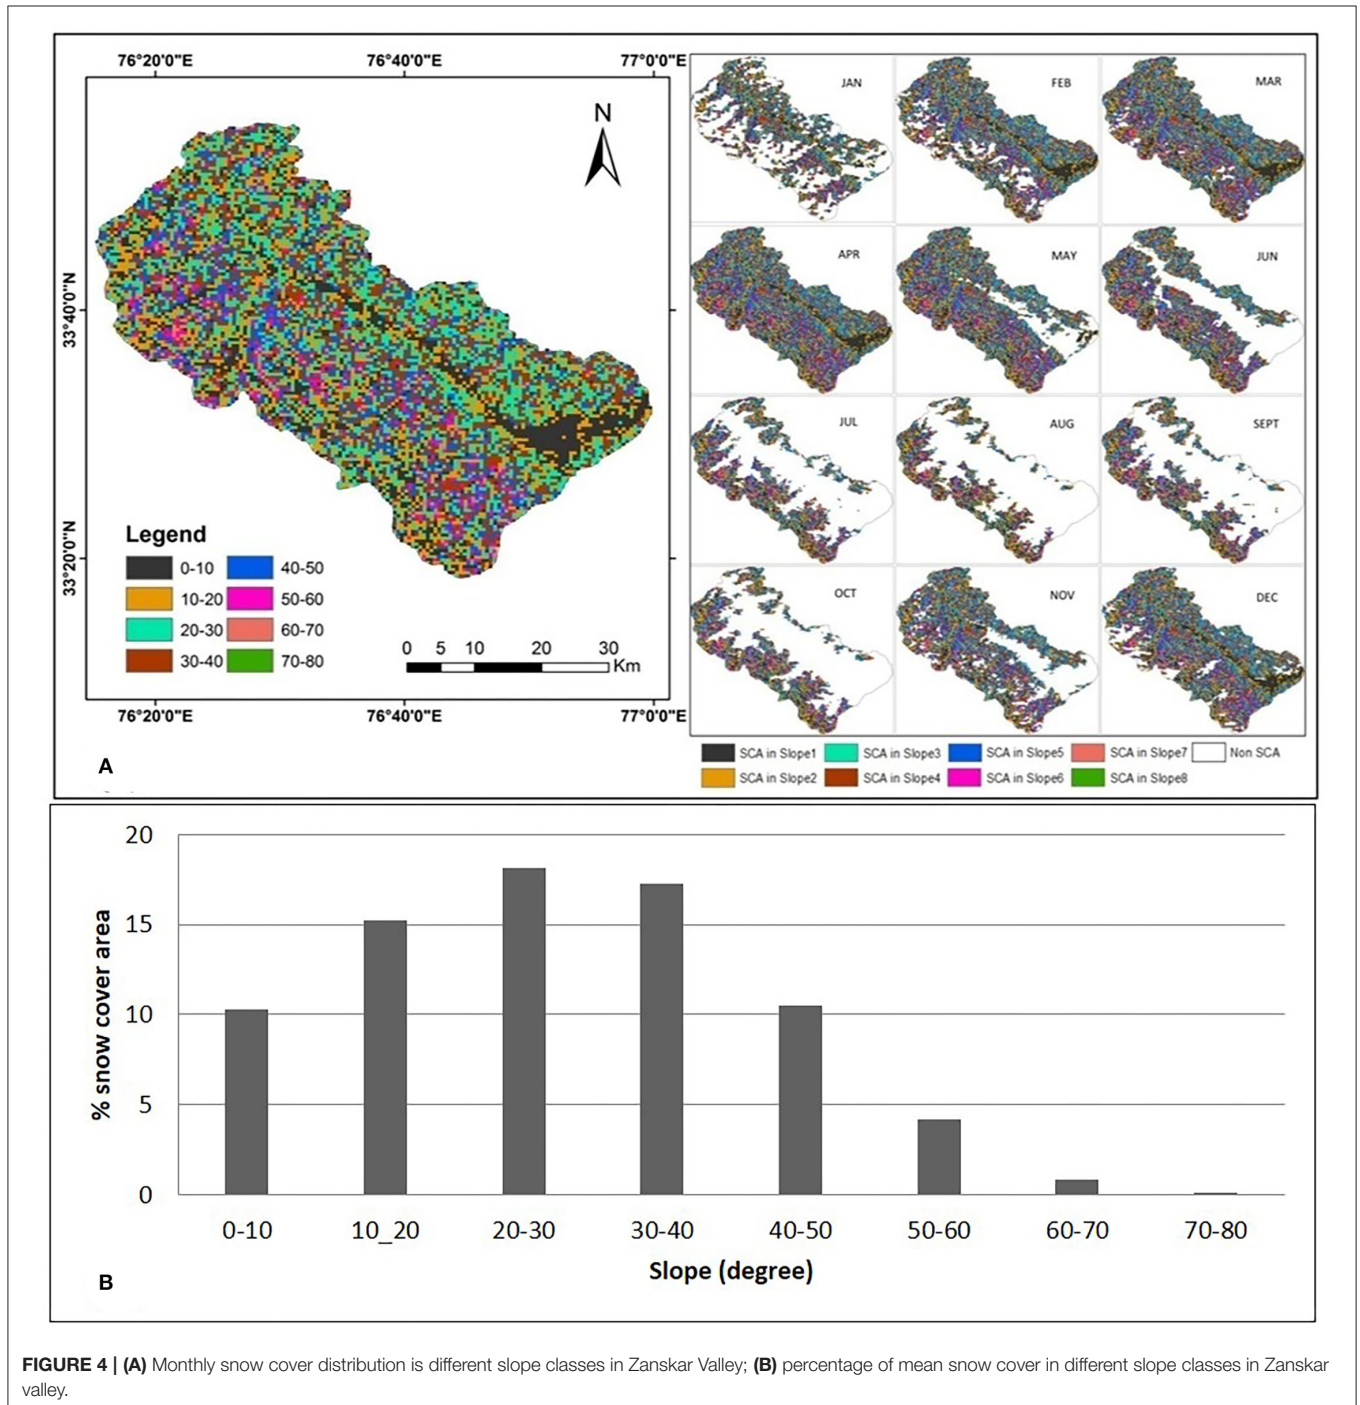 76°20'0"E 76°40'0"E 77°0'0"E
N
33°40'0"N
33°20'0"N
Legend
0-10 40-50
10-20 50-60
20-30 60-70
30-40 70-80
0 5 10 20 30
Km
76°20'0"E 76°40'0"E 77°0'0"E
A
JAN FEB MAR
APR MAY JUN
JUL AUG SEPT
OCT NOV DEC
SCA in Slope1 SCA in Slope3 SCA in Slope5 SCA in Slope7 Non SCA
SCA in Slope2 SCA in Slope4 SCA in Slope6 SCA in Slope8
20
15
10
5
0
% snow cover area
0-10 10_20 20-30 30-40 40-50 50-60 60-70 70-80
Slope (degree)
B
FIGURE 4 | (A) Monthly snow cover distribution is different slope classes in Zanskar Valley; (B) percentage of mean snow cover in different slope classes in Zanskar
valley.